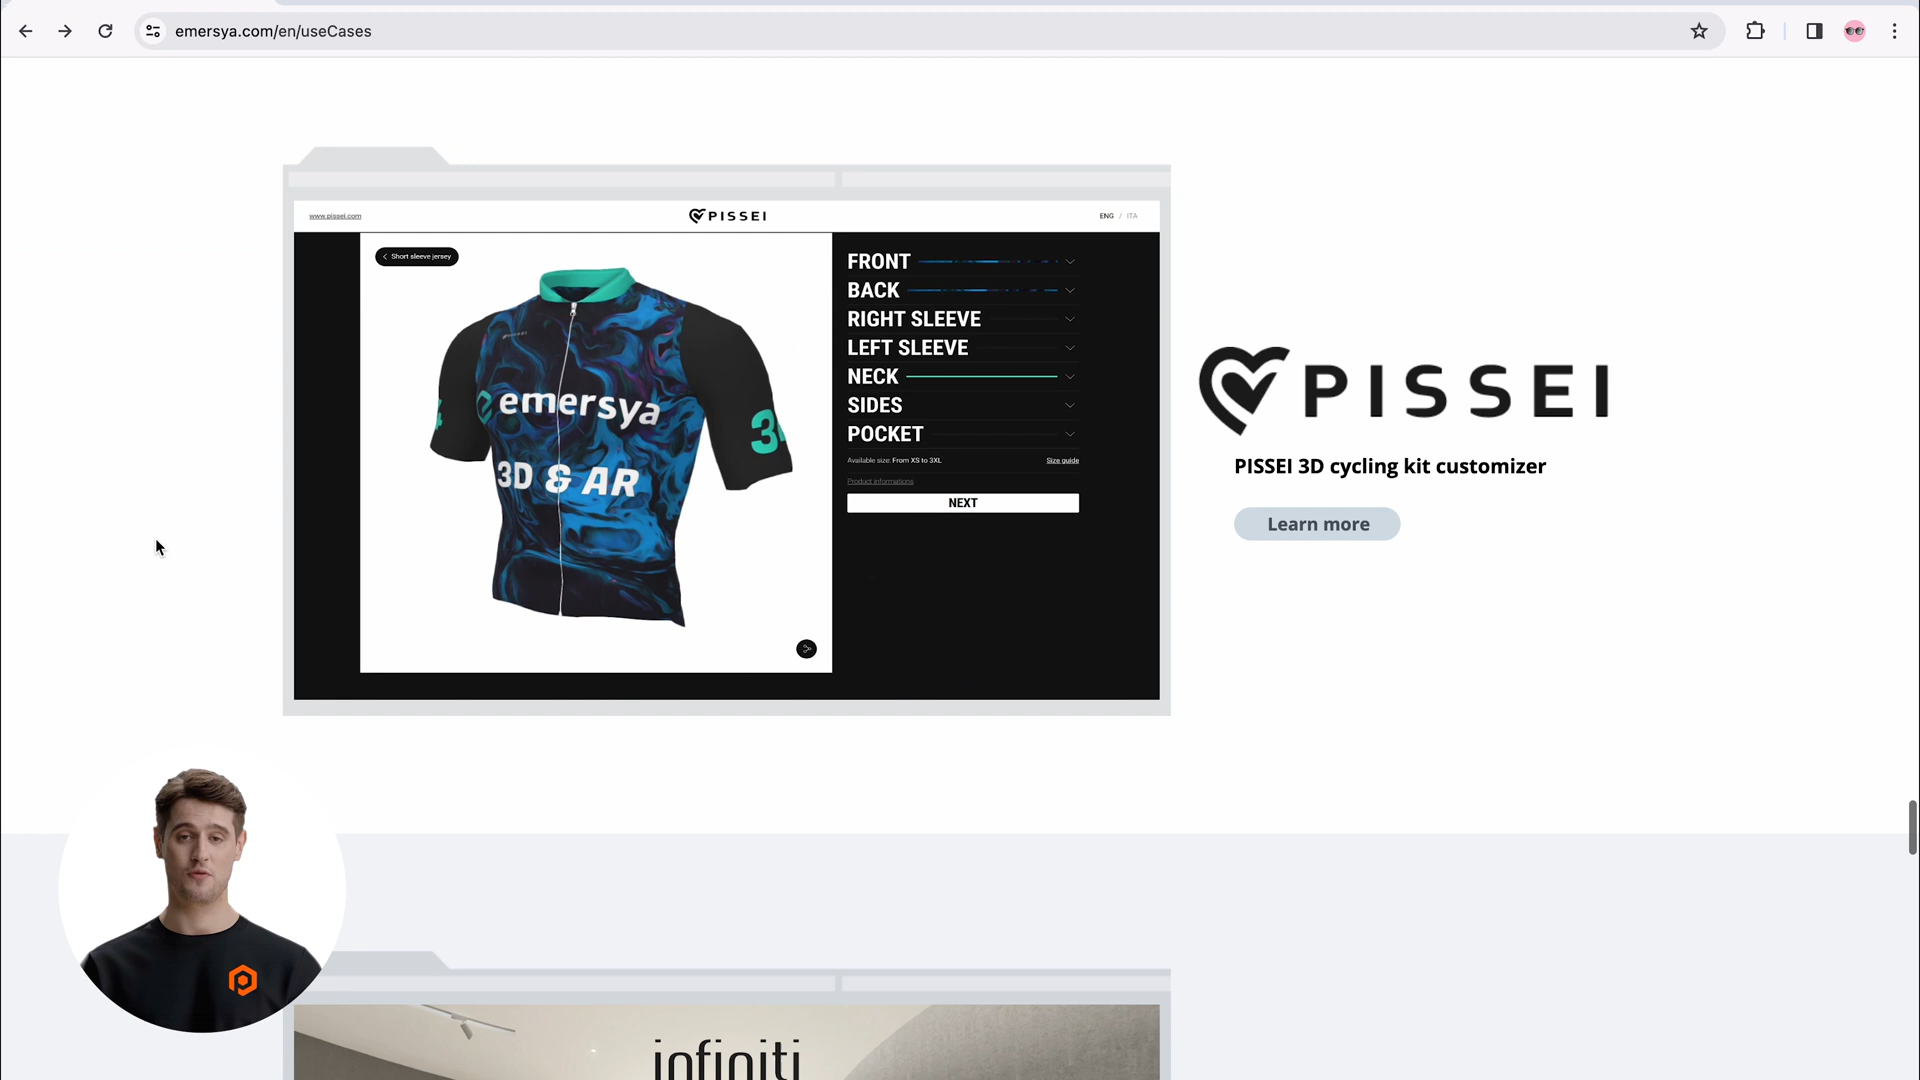 emersya.com/en/useCases
www.pissei.com
PISSEI
ENG / ITA
Short sleeve jersey
FRONT
BACK
RIGHT SLEEVE
LEFT SLEEVE
NECK
SIDES
POCKET
Available size: From XS to 3XL
Size guide
Product informations
NEXT
emersya
3D & AR
PISSEI
PISSEI 3D cycling kit customizer
Learn more
infiniti